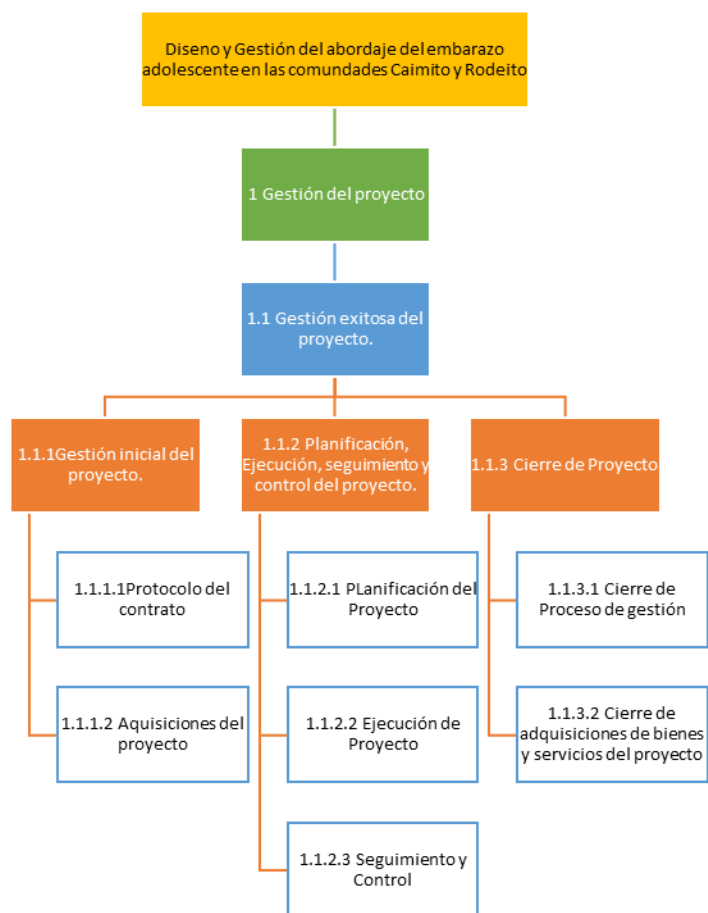 Diseno y Gestión del abordaje del embarazo
adolescente en las comundades Caimito y Rodeito
1 Gestión del proyecto
1.1 Gestión exitosa del
proyecto.
1.1.1Gestión inicial del
proyecto.
1.1.2 Planificación,
Ejecución, seguimiento y
control del proyecto.
1.1.3 Cierre de Proyecto
1.1.1.1Protocolo del
contrato
1.1.2.1 PLanificación del
Proyecto
1.1.3.1 Cierre de
Proceso de gestión
1.1.1.2 Aquisiciones del
proyecto
1.1.2.2 Ejecución de
Proyecto
1.1.3.2 Cierre de
adquisiciones de bienes
y servicios del proyecto
1.1.2.3 Seguimiento y
Control